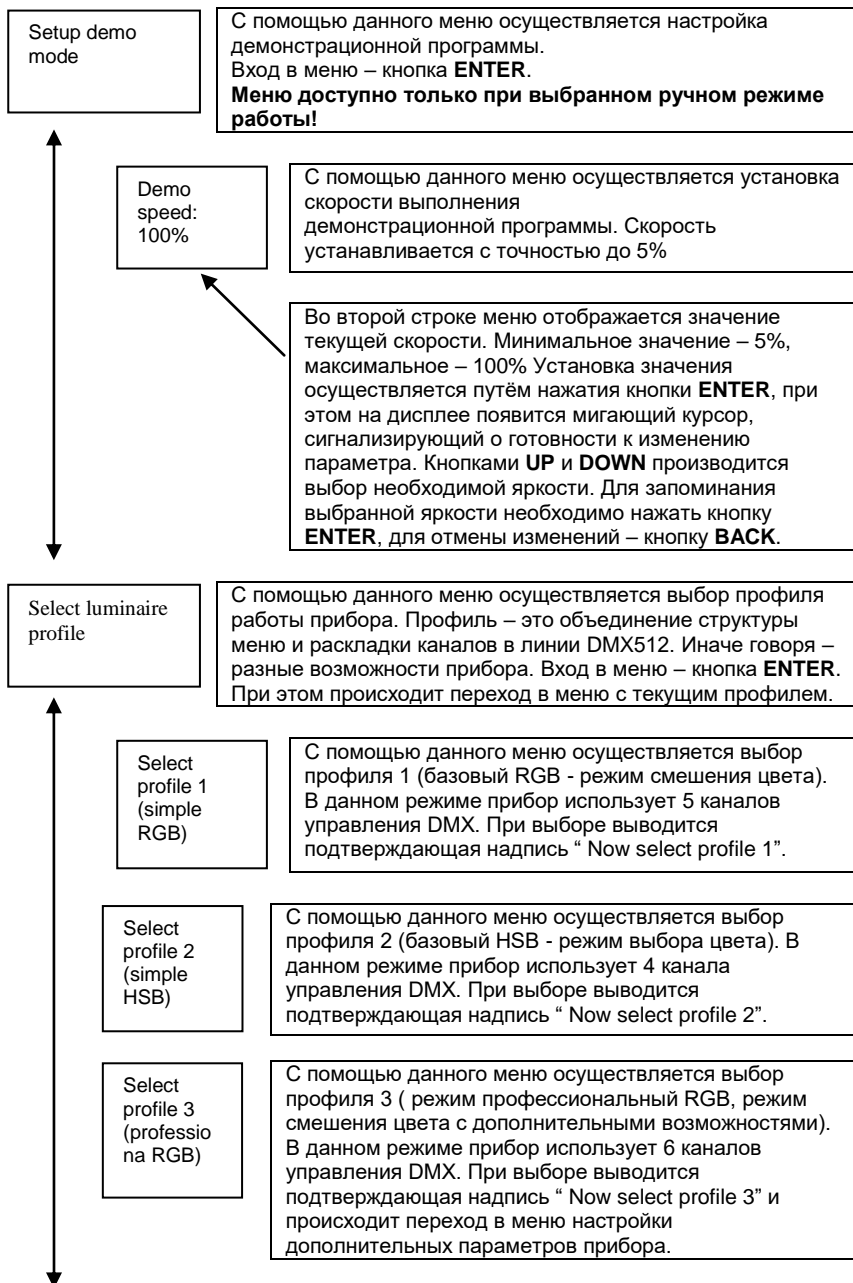 Setup demo
mode
С помощью данного меню осуществляется настройка
демонстрационной программы.
Вход в меню – кнопка ENTER.
Меню доступно только при выбранном ручном режиме
работы!
Demo
speed:
100%
С помощью данного меню осуществляется установка
скорости выполнения
демонстрационной программы. Скорость
устанавливается с точностью до 5%
Во второй строке меню отображается значение
текущей скорости. Минимальное значение – 5%,
максимальное – 100% Установка значения
осуществляется путём нажатия кнопки ENTER, при
этом на дисплее появится мигающий курсор,
сигнализирующий о готовности к изменению
параметра. Кнопками UP и DOWN производится
выбор необходимой яркости. Для запоминания
выбранной яркости необходимо нажать кнопку
ENTER, для отмены изменений – кнопку BACK.
Select luminaire
profile
С помощью данного меню осуществляется выбор профиля
работы прибора. Профиль – это объединение структуры
меню и раскладки каналов в линии DMX512. Иначе говоря –
разные возможности прибора. Вход в меню – кнопка ENTER.
При этом происходит переход в меню с текущим профилем.
Select
profile 1
(simple
RGB)
С помощью данного меню осуществляется выбор
профиля 1 (базовый RGB - режим смешения цвета).
В данном режиме прибор использует 5 каналов
управления DMX. При выборе выводится
подтверждающая надпись “ Now select profile 1”.
Select
profile 2
(simple
HSB)
С помощью данного меню осуществляется выбор
профиля 2 (базовый HSB - режим выбора цвета). В
данном режиме прибор использует 4 канала
управления DMX. При выборе выводится
подтверждающая надпись “ Now select profile 2”.
Select
profile 3
(professio
na RGB)
С помощью данного меню осуществляется выбор
профиля 3 ( режим профессиональный RGB, режим
смешения цвета с дополнительными возможностями).
В данном режиме прибор использует 6 каналов
управления DMX. При выборе выводится
подтверждающая надпись “ Now select profile 3” и
происходит переход в меню настройки
дополнительных параметров прибора.